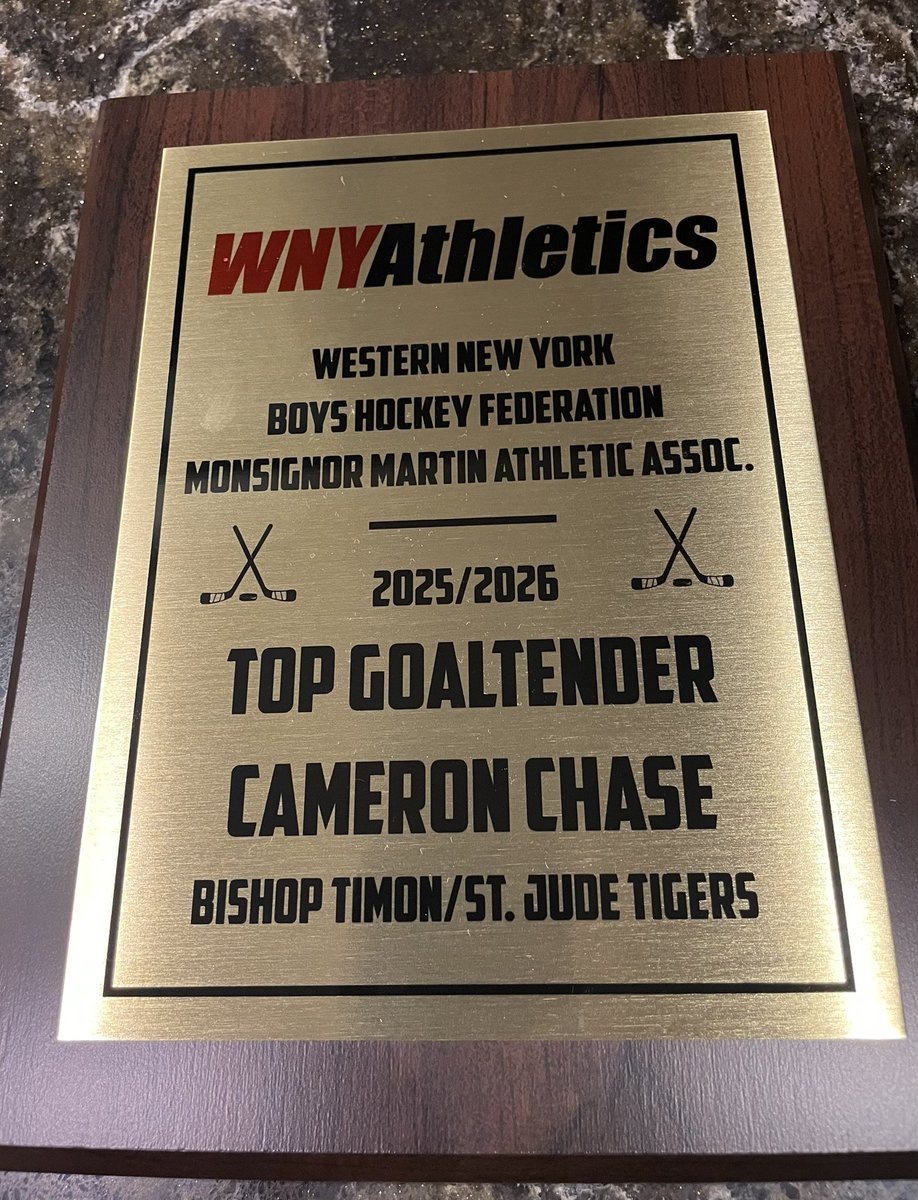 WNYAthletics
WESTERN NEW YORK
BOYS HOCKEY FEDERATION
MONSIGNOR MARTIN ATHLETIC ASSOC.
2025/2026
TOP GOALTENDER
CAMERON CHASE
BISHOP TIMON/ST. JUDE TIGERS